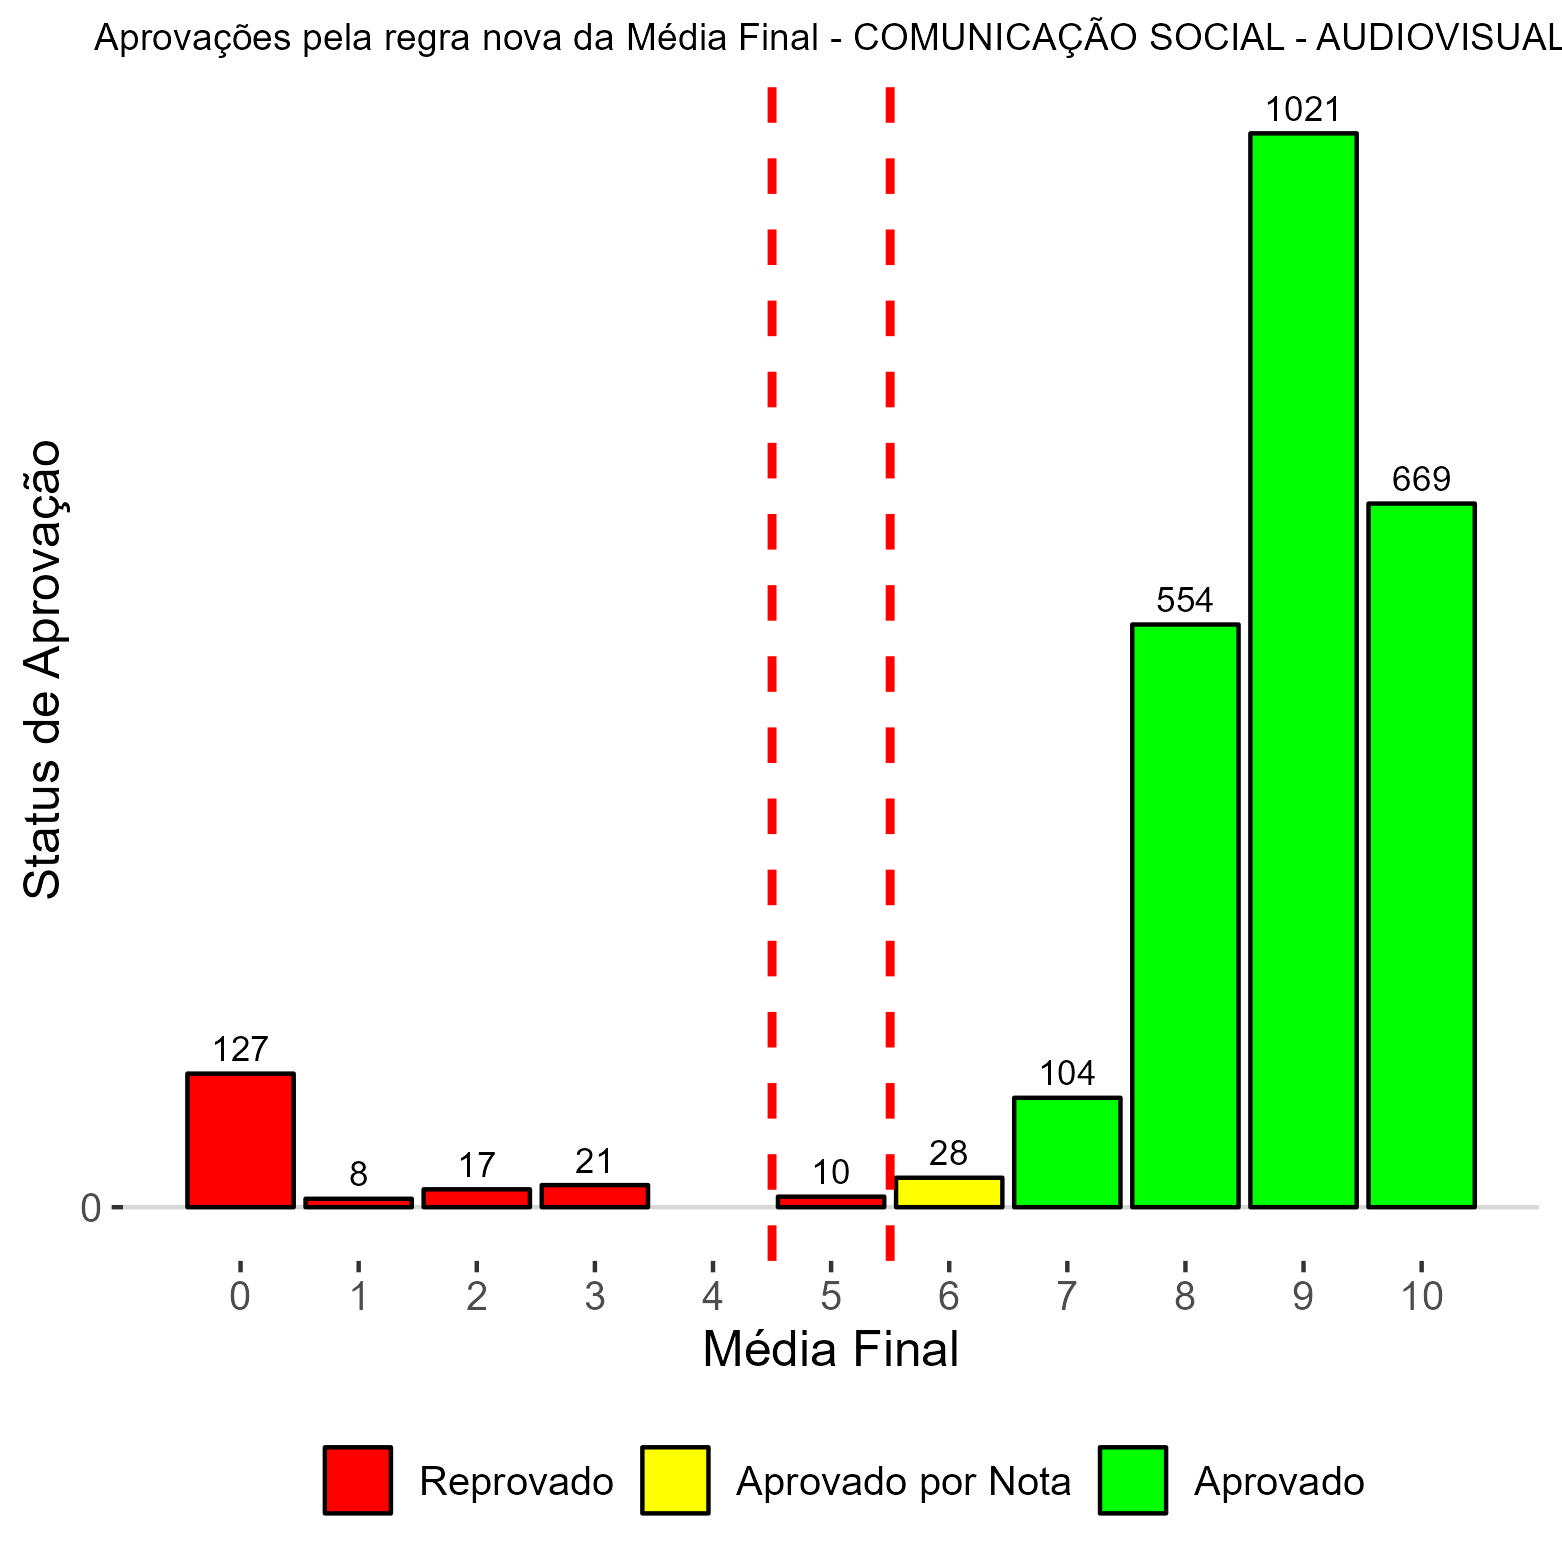 Aprovações pela regra nova da Média Final - COMUNICAÇÃO SOCIAL - AUDIOVISUAL
1021
669
554
127
104
8
17
21
10
28
Status de Aprovação
0
0 1 2 3 4 5 6 7 8 9 10
Média Final
Reprovado Aprovado por Nota Aprovado